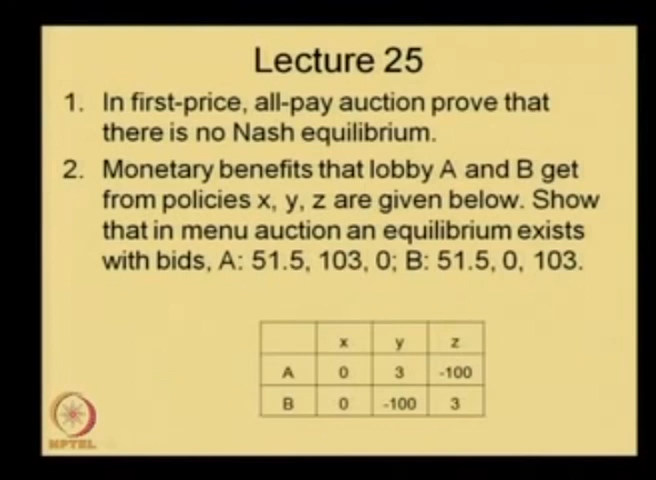 Lecture 25
1. In first-price, all-pay auction prove that
there is no Nash equilibrium.
2. Monetary benefits that lobby A and B get
from policies x, y, z are given below. Show
that in menu auction an equilibrium exists
with bids, A: 51.5, 103, 0; B: 51.5, 0, 103.
x y z
A 0 3 -100
B 0 -100 3
NPTEL